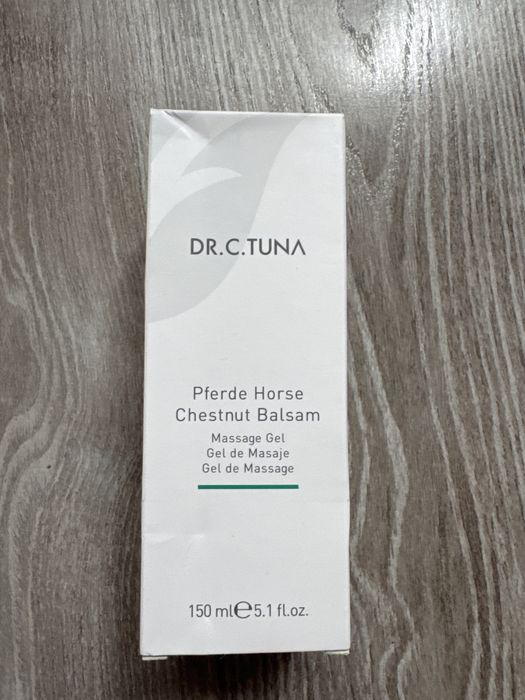 DR.C.TUNA
Pferde Horse
Chestnut Balsam
Massage Gel
Gel de Masaje
Gel de Massage
150 ml℮5.1 fl.oz.